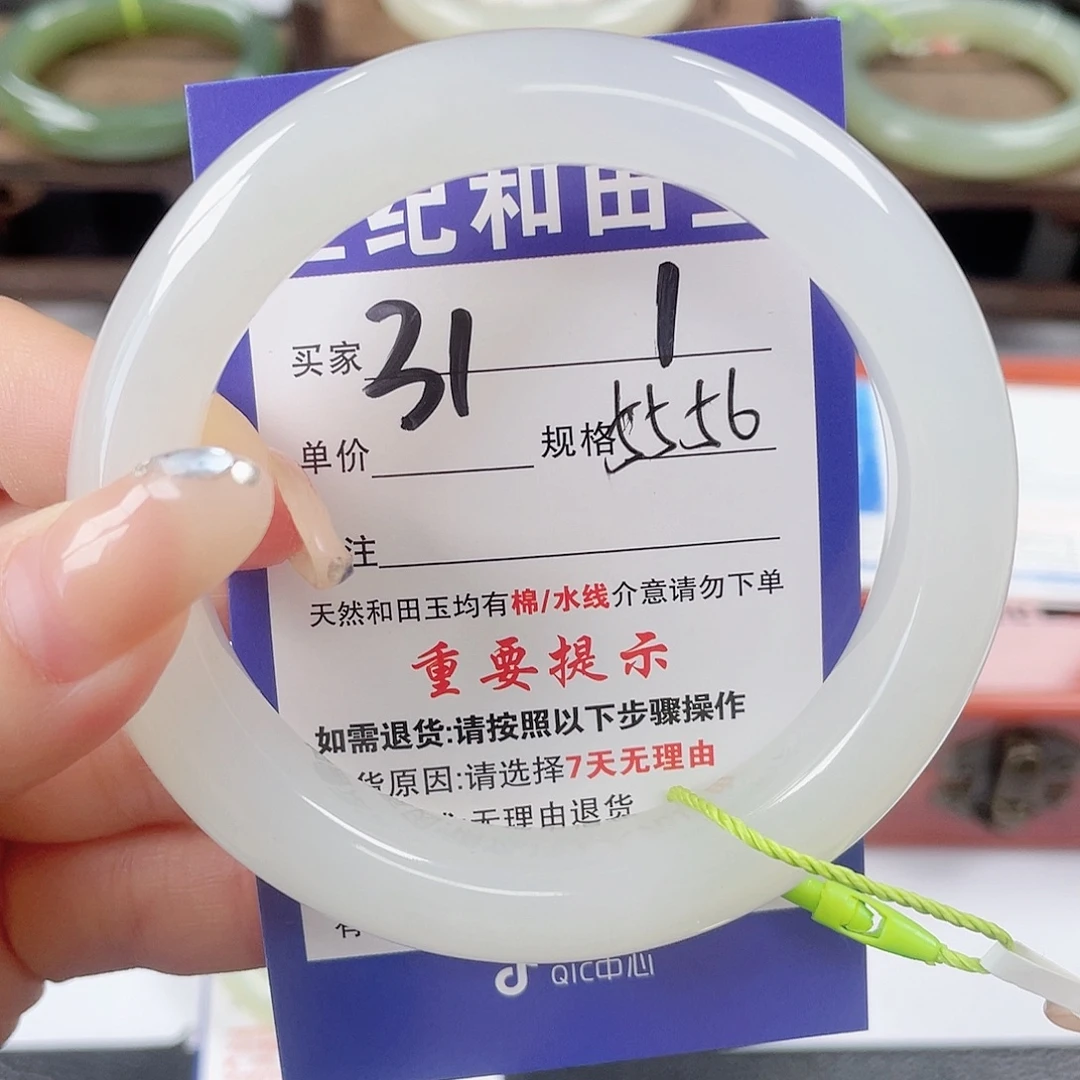 纪和田
买家 31 1
单价 规格 5556
注
天然和田玉均有棉/水线介意请勿下单
重要提示
如需退货:请按照以下步骤操作
货原因:请选择7天无理由
无理由退货
有
QIC中心